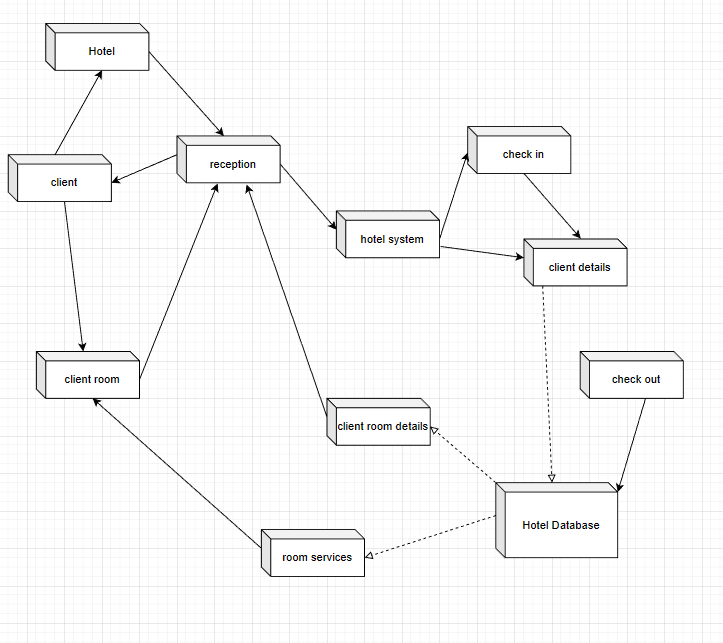 Hotel
check in
reception
client
hotel system
client details
client room
check out
client room details
Hotel Database
room services